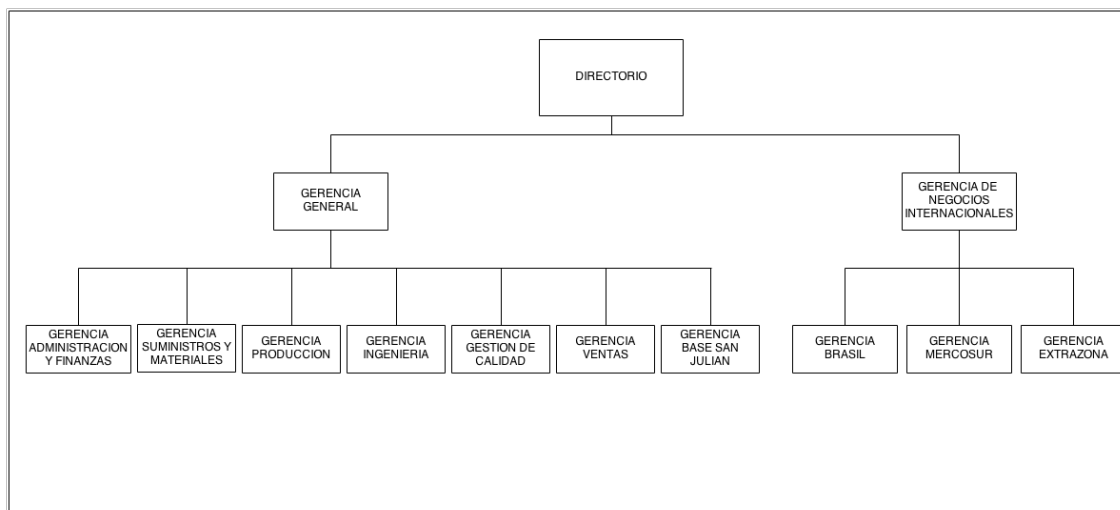 DIRECTORIO
GERENCIA
GENERAL
GERENCIA DE
NEGOCIOS
INTERNACIONALES
GERENCIA
ADMINISTRACION
Y FINANZAS
GERENCIA
SUMINISTROS Y
MATERIALES
GERENCIA
PRODUCCION
GERENCIA
INGENIERIA
GERENCIA
GESTION DE
CALIDAD
GERENCIA
VENTAS
GERENCIA
BASE SAN
JULIAN
GERENCIA
BRASIL
GERENCIA
MERCOSUR
GERENCIA
EXTRAZONA